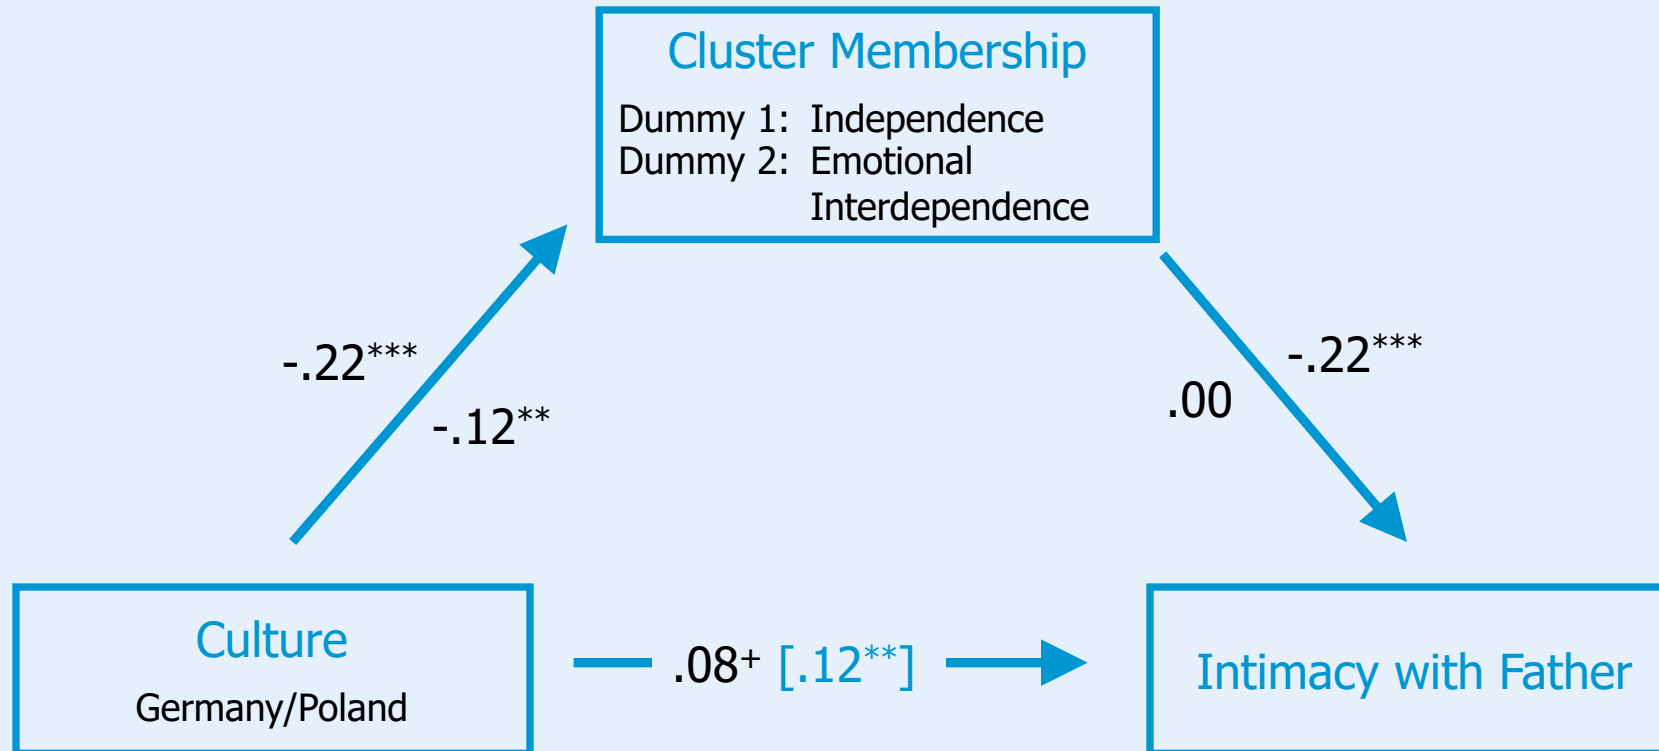 Cluster Membership
Dummy 1: Independence
Dummy 2: Emotional
Interdependence
-.22***
-.22***
.00
-.12**
Culture
Germany/Poland
.08+ [.12**]
Intimacy with Father